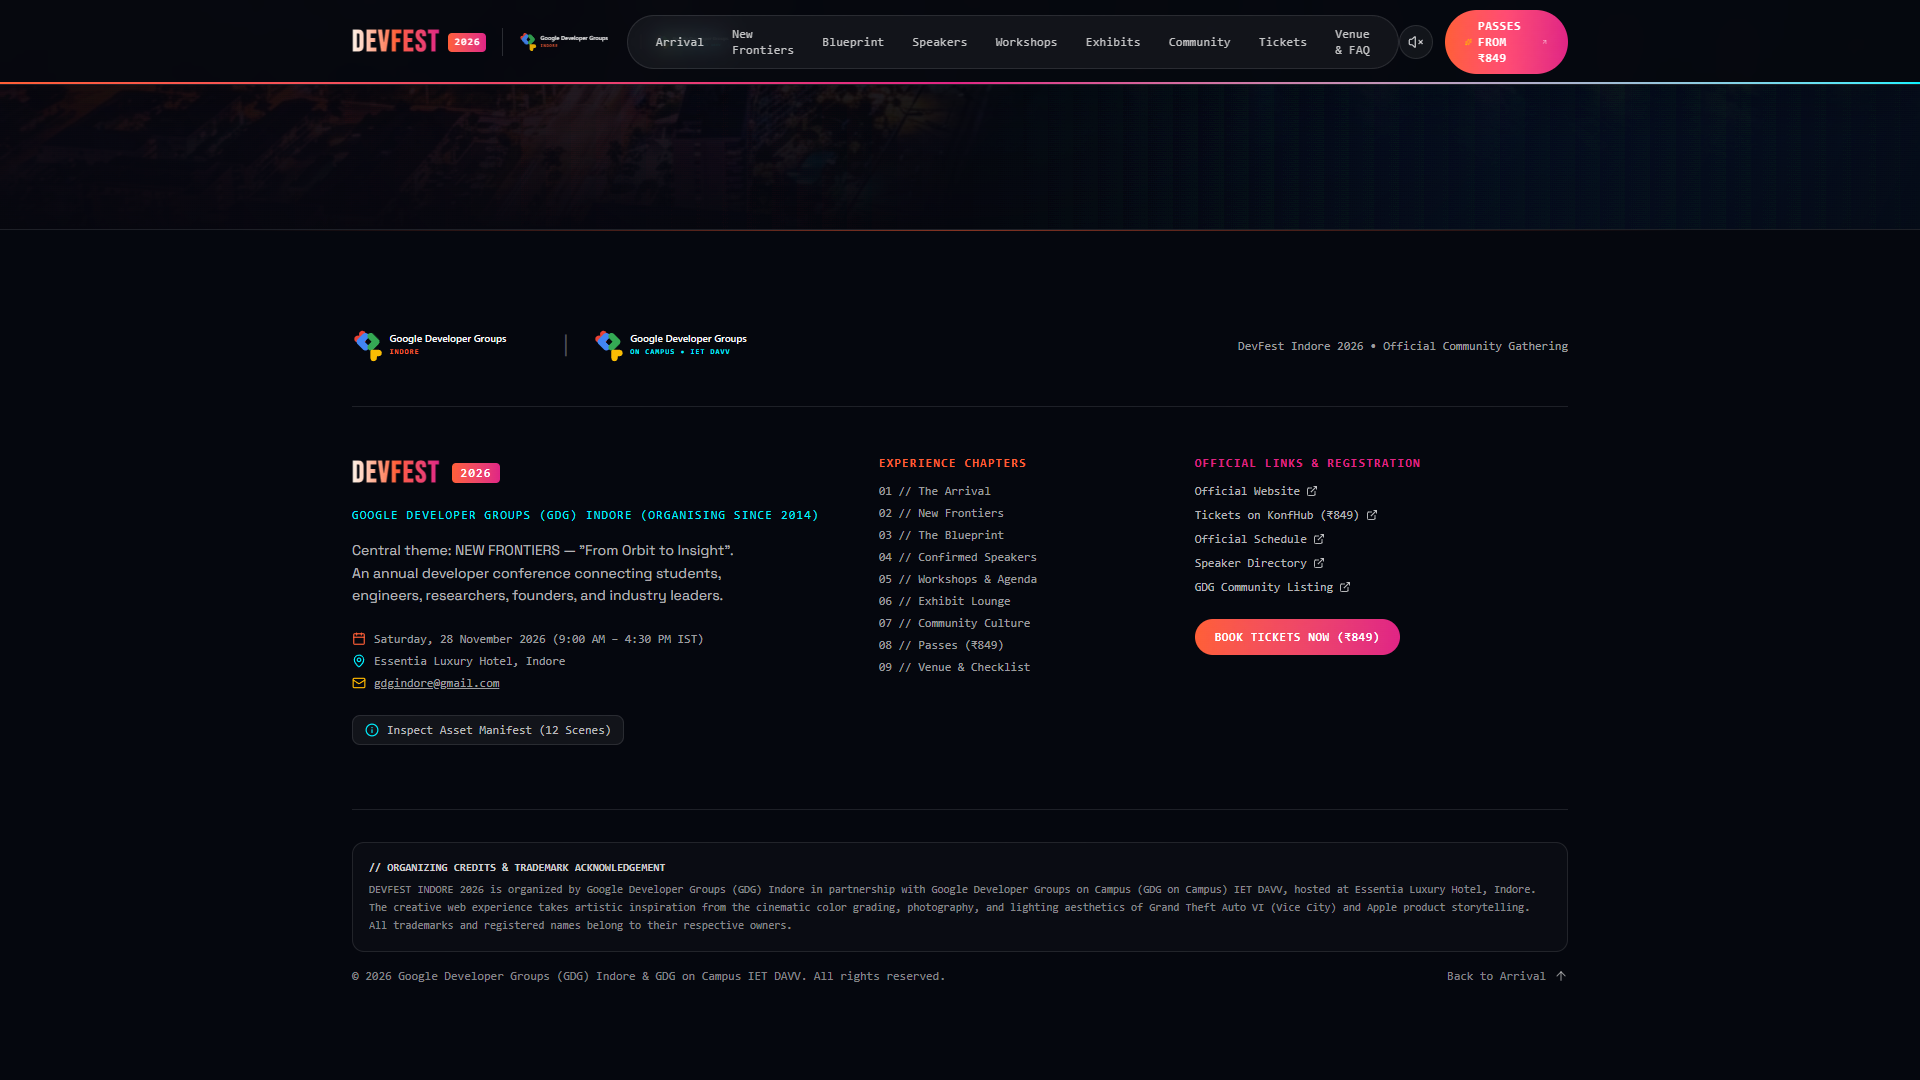 DEVFEST 2026
Google Developer Groups
INDORE
Arrival
New
Frontiers
Blueprint
Speakers
Workshops
Exhibits
Community
Tickets
Venue
& FAQ
PASSES
FROM
₹849
Google Developer Groups
INDORE
Google Developer Groups
ON CAMPUS • IET DAVV
DevFest Indore 2026 • Official Community Gathering
DEVFEST 2026
GOOGLE DEVELOPER GROUPS (GDG) INDORE (ORGANISING SINCE 2014)
Central theme: NEW FRONTIERS — "From Orbit to Insight".
An annual developer conference connecting students,
engineers, researchers, founders, and industry leaders.
Saturday, 28 November 2026 (9:00 AM – 4:30 PM IST)
Essentia Luxury Hotel, Indore
gdgindore@gmail.com
Inspect Asset Manifest (12 Scenes)
EXPERIENCE CHAPTERS
01 // The Arrival
02 // New Frontiers
03 // The Blueprint
04 // Confirmed Speakers
05 // Workshops & Agenda
06 // Exhibit Lounge
07 // Community Culture
08 // Passes (₹849)
09 // Venue & Checklist
OFFICIAL LINKS & REGISTRATION
Official Website
Tickets on KonfHub (₹849)
Official Schedule
Speaker Directory
GDG Community Listing
BOOK TICKETS NOW (₹849)
// ORGANIZING CREDITS & TRADEMARK ACKNOWLEDGEMENT
DEVFEST INDORE 2026 is organized by Google Developer Groups (GDG) Indore in partnership with Google Developer Groups on Campus (GDG on Campus) IET DAVV, hosted at Essentia Luxury Hotel, Indore.
The creative web experience takes artistic inspiration from the cinematic color grading, photography, and lighting aesthetics of Grand Theft Auto VI (Vice City) and Apple product storytelling.
All trademarks and registered names belong to their respective owners.
© 2026 Google Developer Groups (GDG) Indore & GDG on Campus IET DAVV. All rights reserved.
Back to Arrival